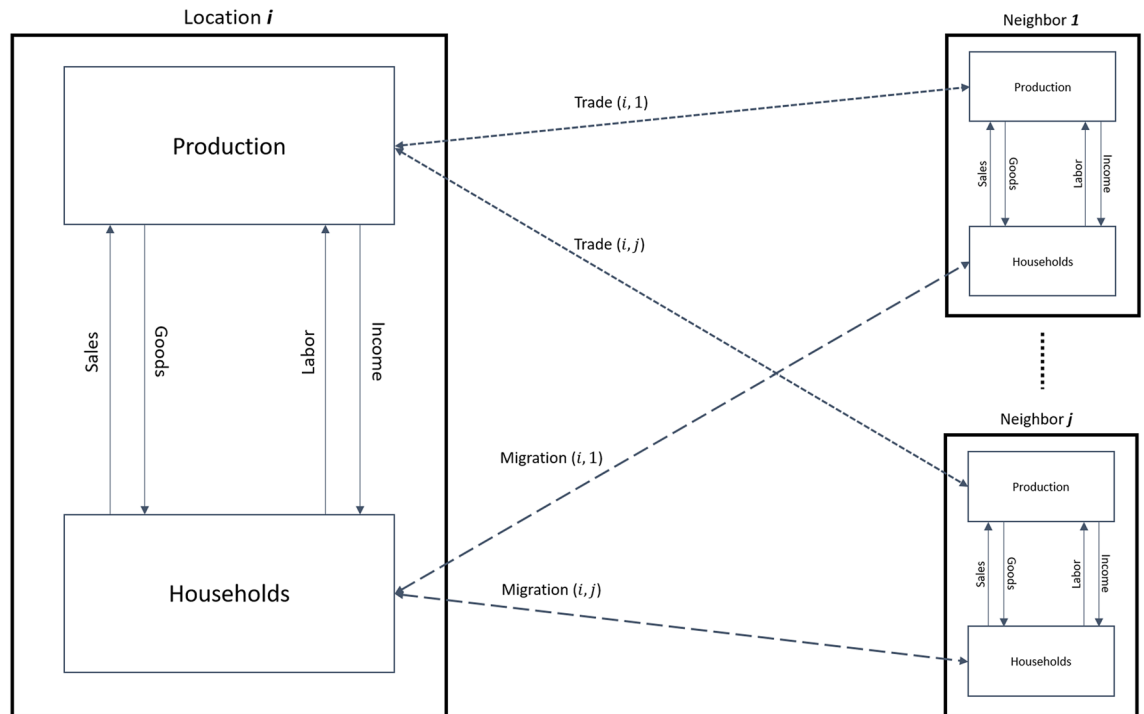 Location i
Production
Sales
Goods
Labor
Income
Households
Trade (i, 1)
Trade (i, j)
Migration (i, 1)
Migration (i, j)
Neighbor 1
Production
Sales
Goods
Labor
Income
Households
Neighbor j
Production
Sales
Goods
Labor
Income
Households